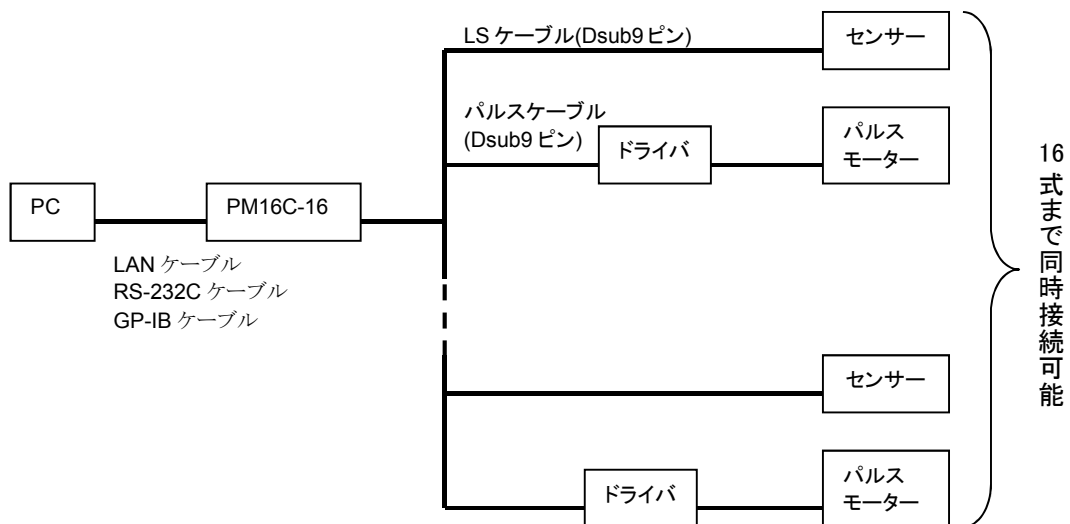 LS ケーブル(Dsub9 ピン)
センサー
パルスケーブル
(Dsub9 ピン)
ドライバ
パルス
モーター
PC
PM16C-16
LAN ケーブル
RS-232C ケーブル
GP-IB ケーブル
16式まで同時接続可能
センサー
ドライバ
パルス
モーター